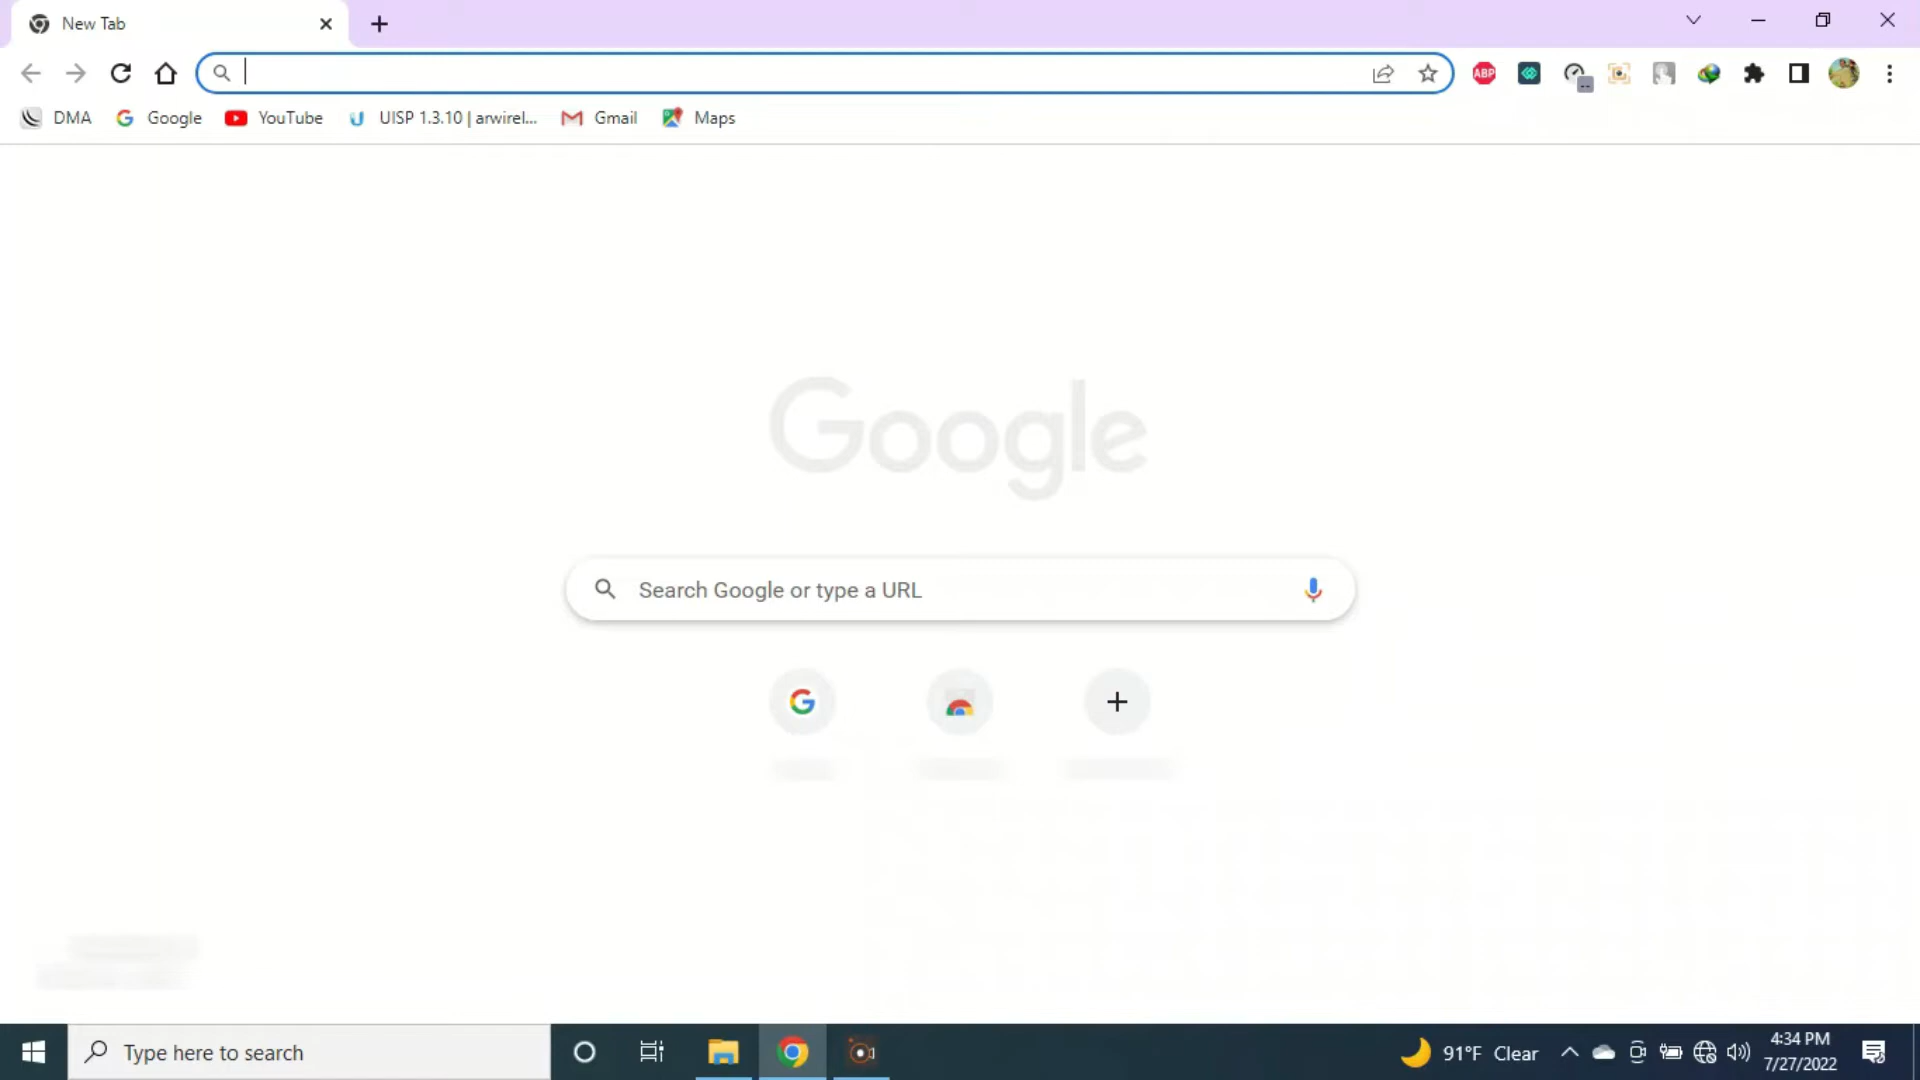 New Tab
ABP
DMA Google YouTube UISP 1.3.10 | arwirel... Gmail Maps
Google
Search Google or type a URL
Type here to search
91°F Clear
4:34 PM
7/27/2022